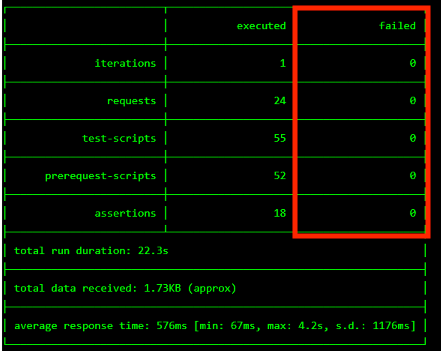 executed failed
iterations 1 0
requests 24 0
test-scripts 55 0
prerequest-scripts 52 0
assertions 18 0
total run duration: 22.3s
total data received: 1.73KB (approx)
average response time: 576ms [min: 67ms, max: 4.2s, s.d.: 1176ms]